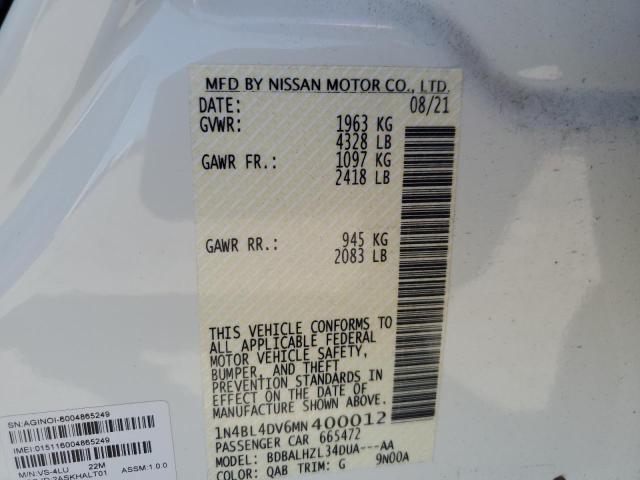 MFD BY NISSAN MOTOR CO., LTD.
DATE: 08/21
GVWR: 1963 KG
4328 LB
GAWR FR.: 1097 KG
2418 LB
GAWR RR.: 945 KG
2083 LB
THIS VEHICLE CONFORMS TO
ALL APPLICABLE FEDERAL
MOTOR VEHICLE SAFETY,
BUMPER, AND THEFT
PREVENTION STANDARDS IN
EFFECT ON THE DATE OF
MANUFACTURE SHOWN ABOVE.
1N4BL4DV6MN400012
PASSENGER CAR 665472
MODEL: BDBALHZL34DUA---AA
COLOR: QAB TRIM: G 9N00A
SN:AGINOI-6004865249
IMEI:015116004865249
M/N:VS-4LU 22M ASSM:1.0.0
ID:2ASKHALT01